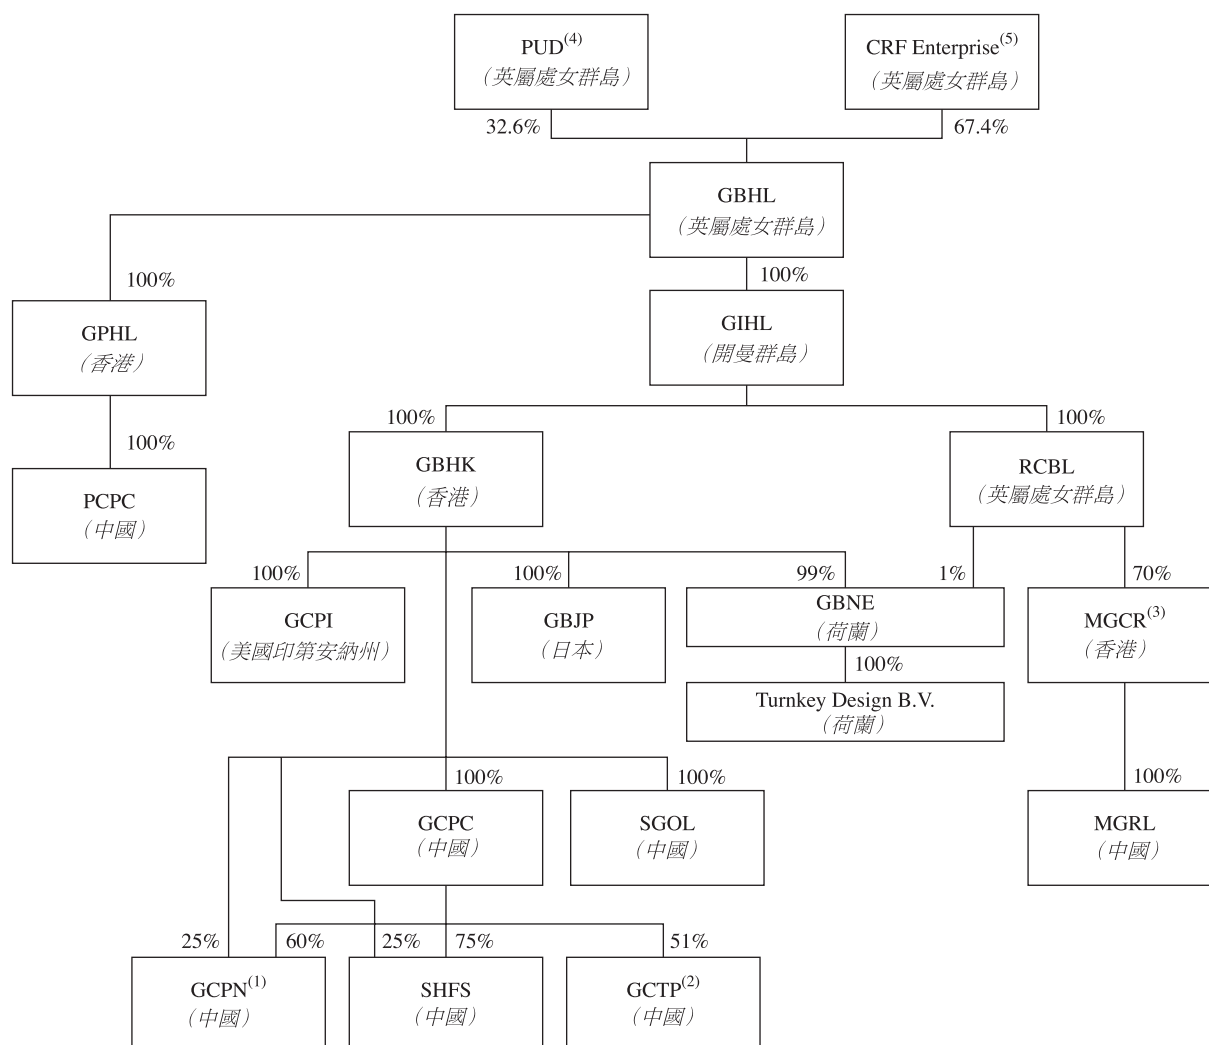 PUD(4)
（英屬處女群島）
CRF Enterprise(5)
（英屬處女群島）
32.6%
67.4%
GBHL
（英屬處女群島）
100%
100%
GPHL
（香港）
GIHL
（開曼群島）
100%
100%
100%
PCPC
（中國）
GBHK
（香港）
RCBL
（英屬處女群島）
100%
100%
99%
1%
70%
GCPI
（美國印第安納州）
GBJP
（日本）
GBNE
（荷蘭）
MGCR(3)
（香港）
100%
Turnkey Design B.V.
（荷蘭）
100%
100%
100%
GCPC
（中國）
SGOL
（中國）
MGRL
（中國）
25%
60%
25%
75%
51%
GCPN(1)
（中國）
SHFS
（中國）
GCTP(2)
（中國）